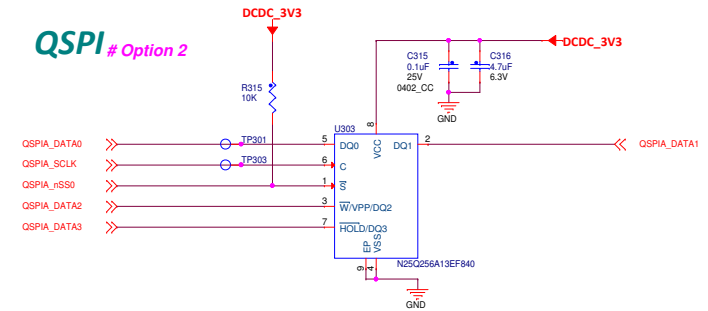 DCDC_3V3
QSPI # Option 2
DCDC_3V3
C315
0.1uF
25V
0402_CC
C316
4.7uF
6.3V
R315
10K
GND
U303
QSPIA_DATA0
TP301
5
DQ0
8
VCC
DQ1
2
QSPIA_DATA1
QSPIA_SCLK
TP303
6
C
QSPIA_nSS0
1
S
QSPIA_DATA2
3
W/VPP/DQ2
QSPIA_DATA3
7
HOLD/DQ3
EP
VSS
9
4
N25Q256A13EF840
GND